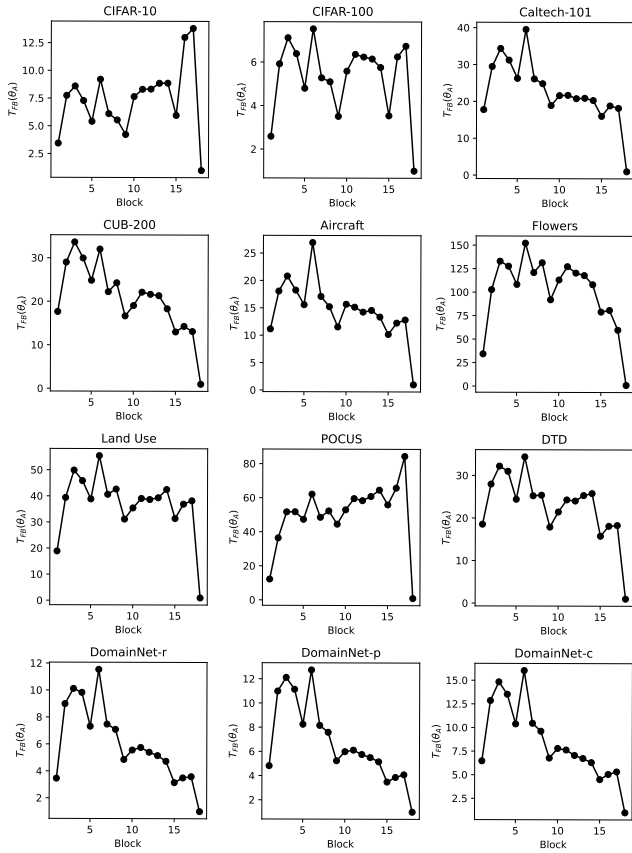 CIFAR-10
12.5
10.0
7.5
5.0
2.5
T_FB(θ_A)
5 10 15
Block
CIFAR-100
6
4
2
T_FB(θ_A)
5 10 15
Block
Caltech-101
40
30
20
10
0
T_FB(θ_A)
5 10 15
Block
CUB-200
30
20
10
0
T_FB(θ_A)
5 10 15
Block
Aircraft
25
20
15
10
5
0
T_FB(θ_A)
5 10 15
Block
Flowers
150
125
100
75
50
25
0
T_FB(θ_A)
5 10 15
Block
Land Use
50
40
30
20
10
0
T_FB(θ_A)
5 10 15
Block
POCUS
80
60
40
20
0
T_FB(θ_A)
5 10 15
Block
DTD
30
20
10
0
T_FB(θ_A)
5 10 15
Block
DomainNet-r
12
10
8
6
4
2
T_FB(θ_A)
5 10 15
Block
DomainNet-p
12
10
8
6
4
2
T_FB(θ_A)
5 10 15
Block
DomainNet-c
15.0
12.5
10.0
7.5
5.0
2.5
T_FB(θ_A)
5 10 15
Block